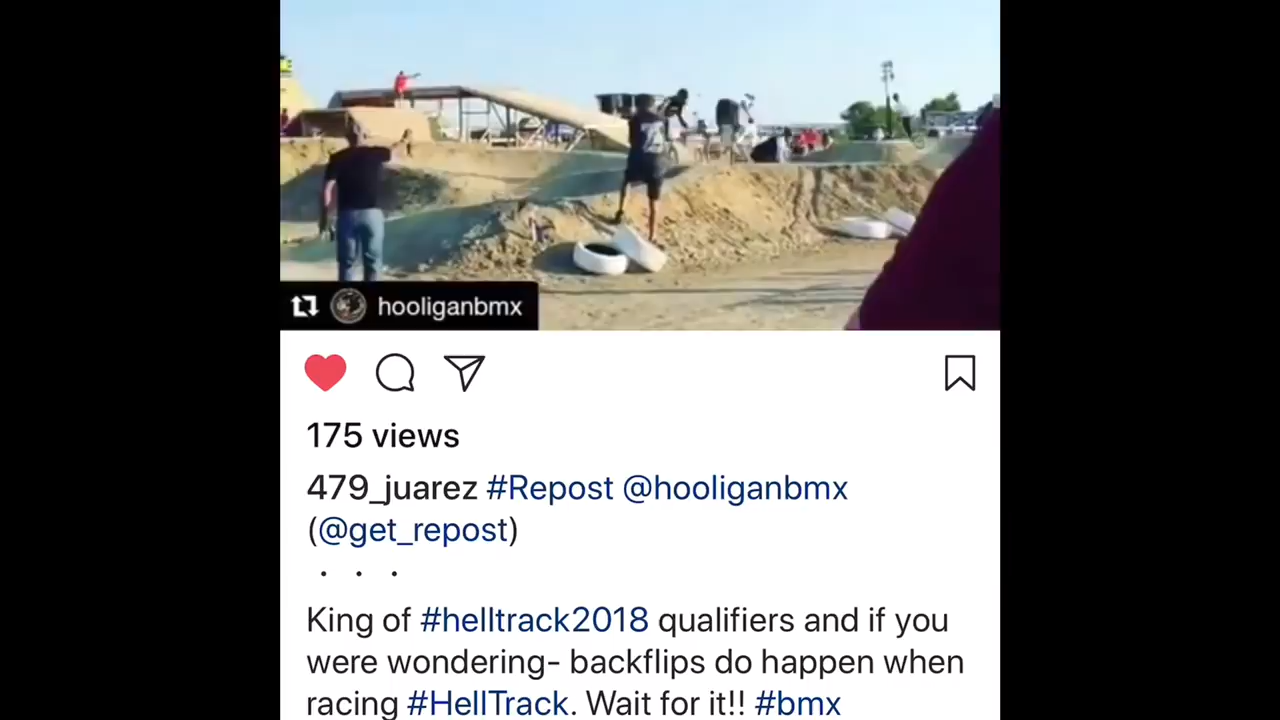 hooliganbmx
175 views
479_juarez #Repost @hooliganbmx
(@get_repost)
. . .
King of #helltrack2018 qualifiers and if you
were wondering- backflips do happen when
racing #HellTrack. Wait for it!! #bmx